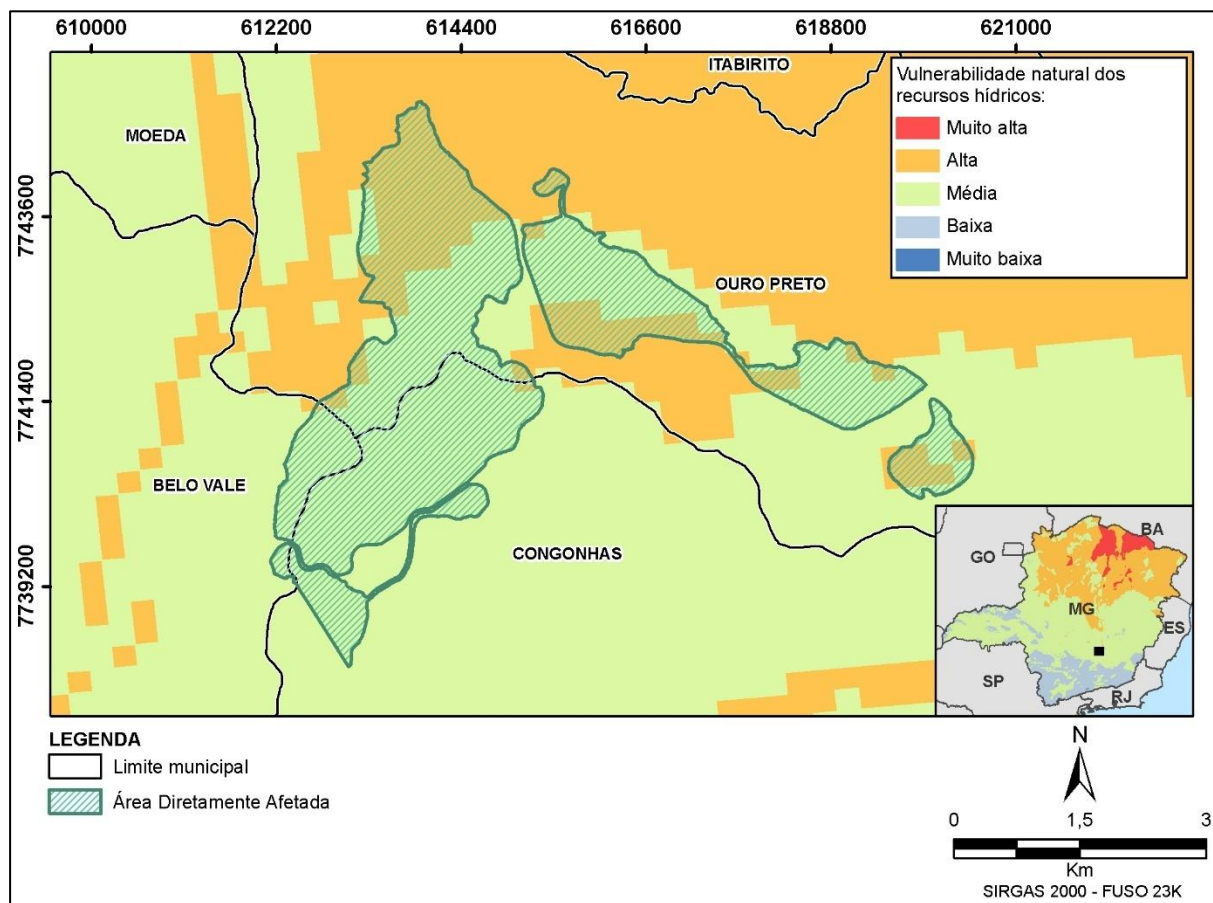 610000 612200 614400 616600 618800 621000
7743600
7741400
7739200
ITABIRITO
MOEDA
OURO PRETO
BELO VALE
CONGONHAS
Vulnerabilidade natural dos
recursos hídricos:
Muito alta
Alta
Média
Baixa
Muito baixa
BA
GO
MG
ES
SP
RJ
LEGENDA
Limite municipal
Área Diretamente Afetada
N
0 1,5 3
Km
SIRGAS 2000 - FUSO 23K